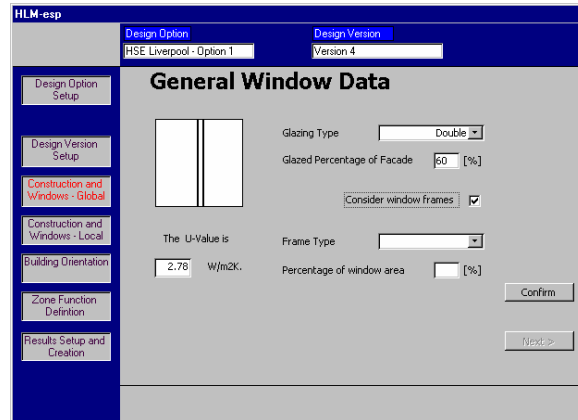 HLM-esp
Design Option
Design Version
HSE Liverpool - Option 1
Version 4
General Window Data
Design Option
Setup
Design Version
Setup
Construction and
Windows - Global
Construction and
Windows - Local
Building Orientation
Zone Function
Defintion
Results Setup and
Creation
Glazing Type
Double
Glazed Percentage of Facade
60 [%]
Consider window frames
The U-Value is
2.78 W/m2K.
Frame Type
Percentage of window area
[%]
Confirm
Next >